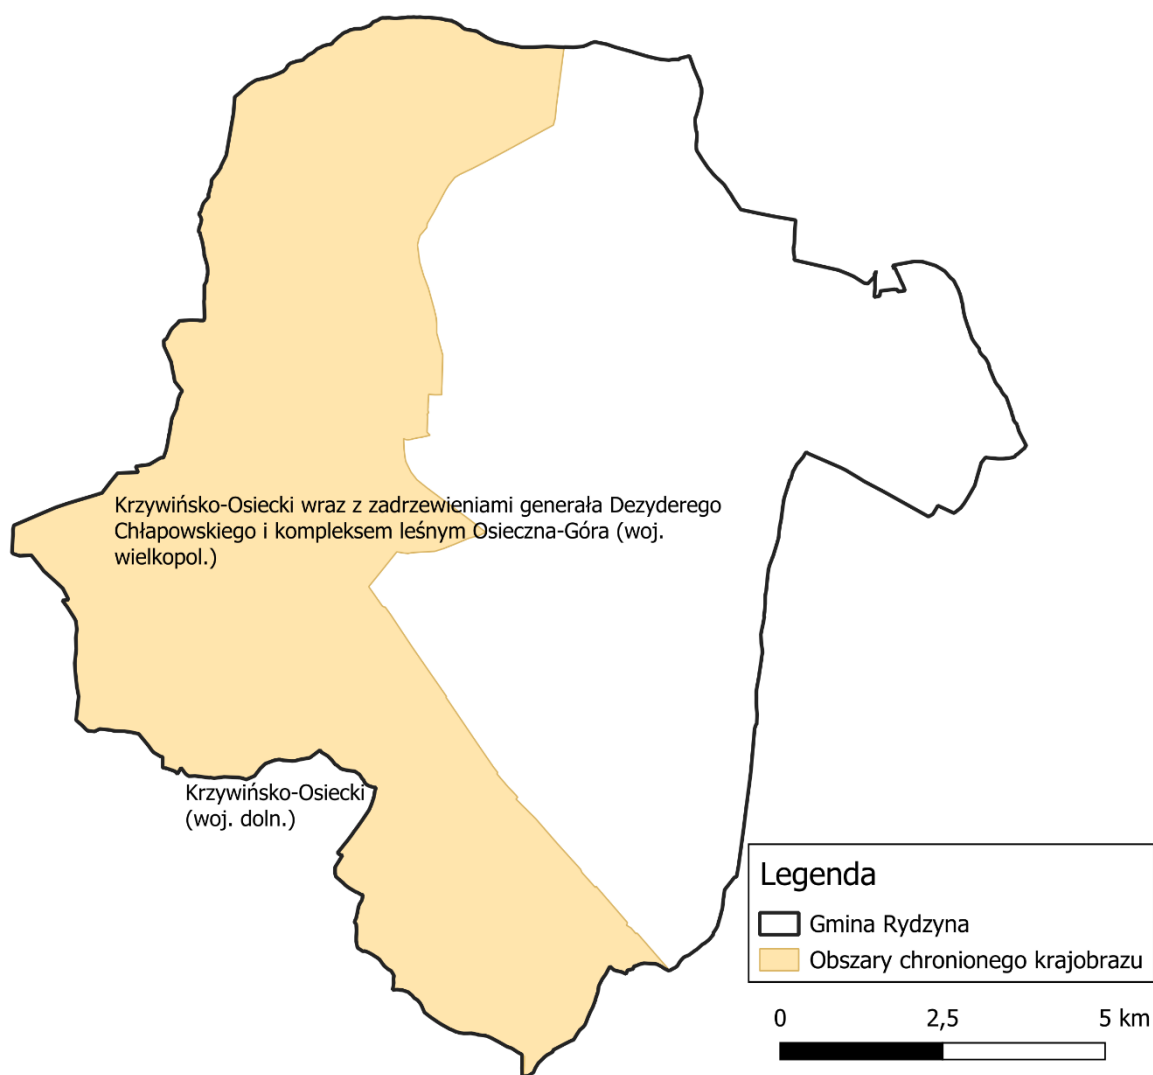 Krzywińsko-Osiecki wraz z zadrzewieniami generała Dezyderego
Chłapowskiego i kompleksem leśnym Osieczna-Góra (woj.
wielkopol.)
Krzywińsko-Osiecki
(woj. doln.)
Legenda
Gmina Rydzyna
Obszary chronionego krajobrazu
0 2,5 5 km